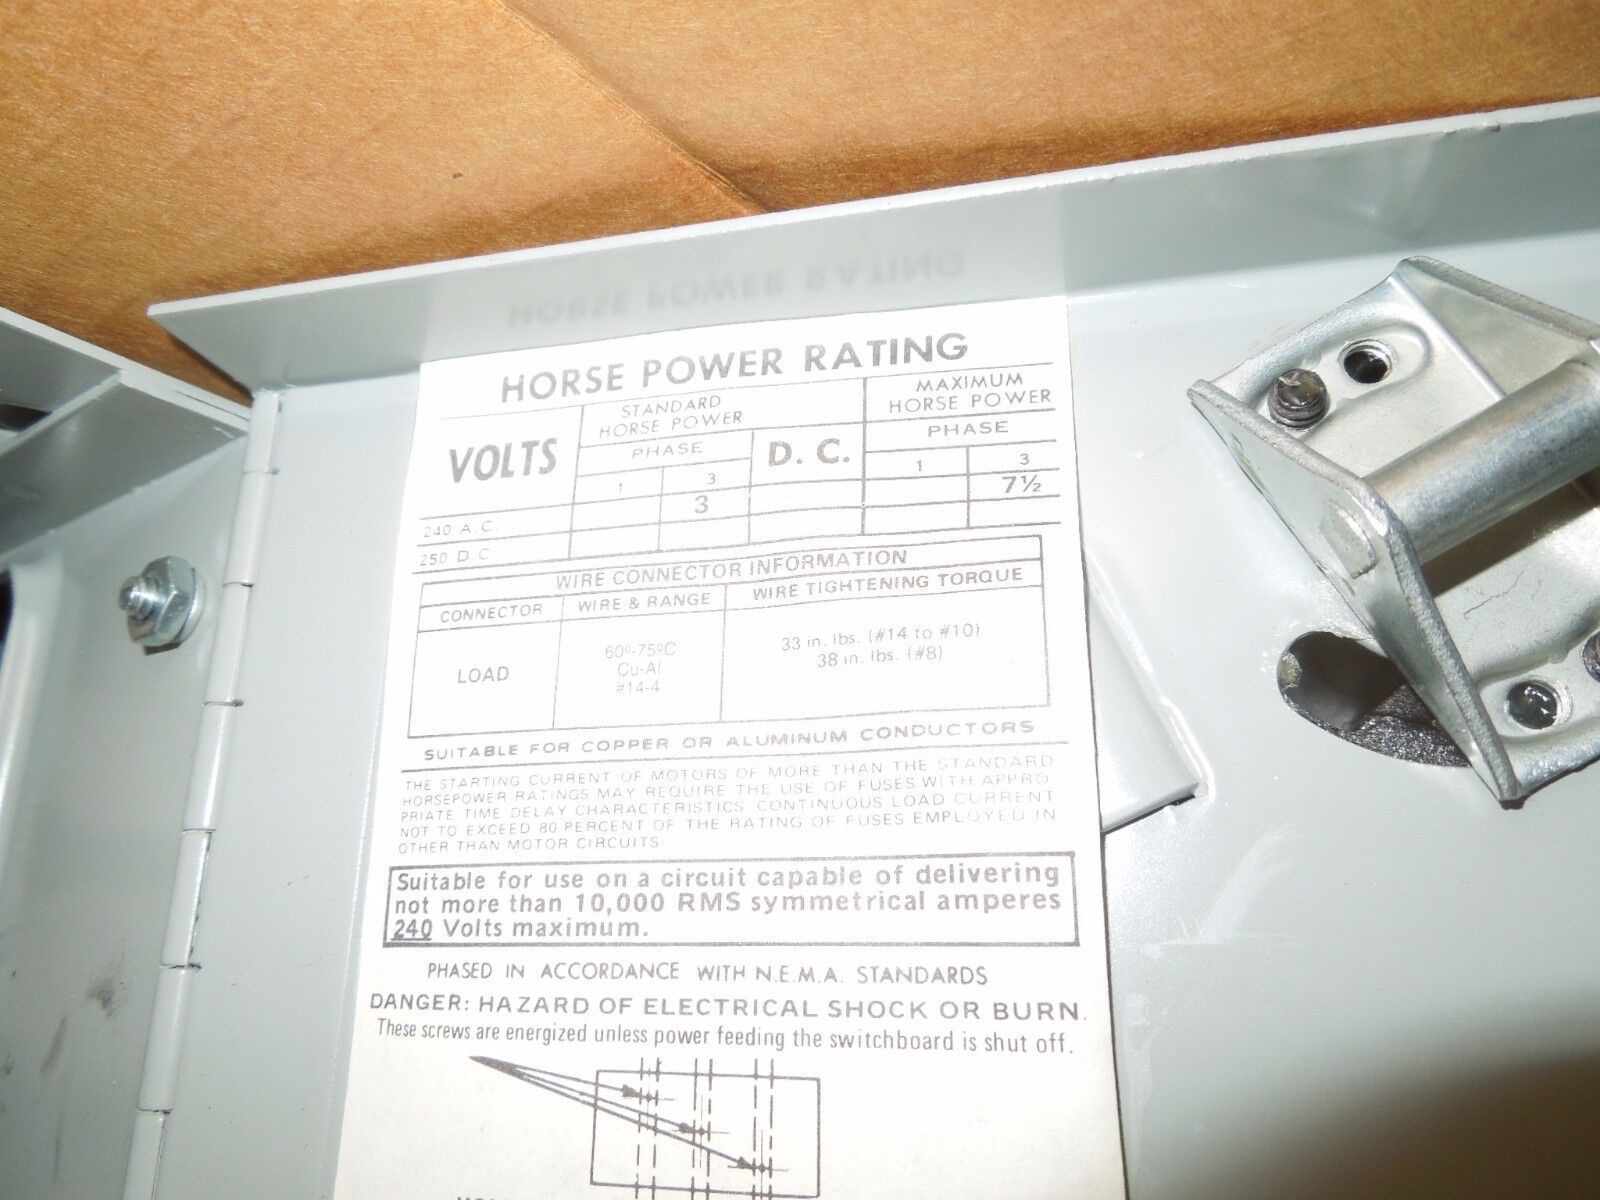 HORSE POWER RATING
VOLTS
STANDARD
HORSE POWER
PHASE
1 3
D. C.
MAXIMUM
HORSE POWER
PHASE
1 3
240 A.C. 3 7½
250 D.C
WIRE CONNECTOR INFORMATION
CONNECTOR WIRE & RANGE WIRE TIGHTENING TORQUE
LOAD
60º-75ºC
Cu-Al
#14-4
33 in. lbs. (#14 to #10)
38 in. lbs. (#8)
SUITABLE FOR COPPER OR ALUMINUM CONDUCTORS
THE STARTING CURRENT OF MOTORS OF MORE THAN THE STANDARD
HORSEPOWER RATINGS MAY REQUIRE THE USE OF FUSES WITH APPRO
PRIATE TIME DELAY CHARACTERISTICS. CONTINUOUS LOAD CURRENT
NOT TO EXCEED 80 PERCENT OF THE RATING OF FUSES EMPLOYED IN
OTHER THAN MOTOR CIRCUITS
Suitable for use on a circuit capable of delivering
not more than 10,000 RMS symmetrical amperes
240 Volts maximum.
PHASED IN ACCORDANCE WITH N.E.M.A. STANDARDS
DANGER: HAZARD OF ELECTRICAL SHOCK OR BURN.
These screws are energized unless power feeding the switchboard is shut off.